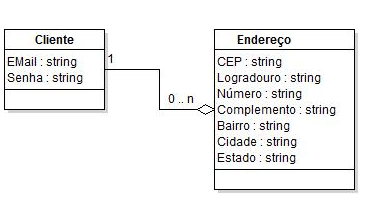 Cliente
EMail : string
Senha : string
1
0 .. n
Endereço
CEP : string
Logradouro : string
Número : string
Complemento : string
Bairro : string
Cidade : string
Estado : string